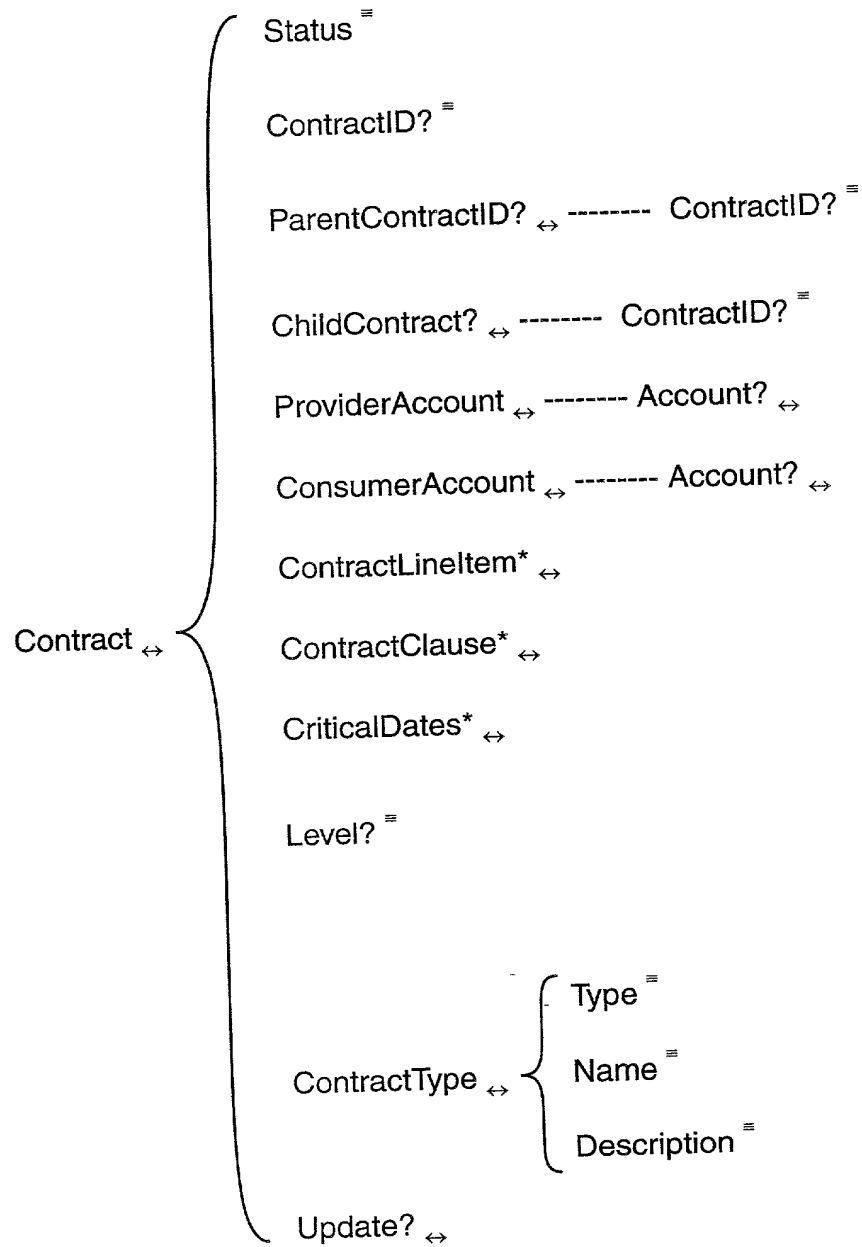 Status ≡
ContractID? ≡
ParentContractID? ↔ -------- ContractID? ≡
ChildContract? ↔ -------- ContractID? ≡
ProviderAccount ↔ -------- Account? ↔
ConsumerAccount ↔ -------- Account? ↔
ContractLineItem* ↔
Contract ↔
ContractClause* ↔
CriticalDates* ↔
Level? ≡
Type ≡
ContractType ↔
Name ≡
Description ≡
Update? ↔